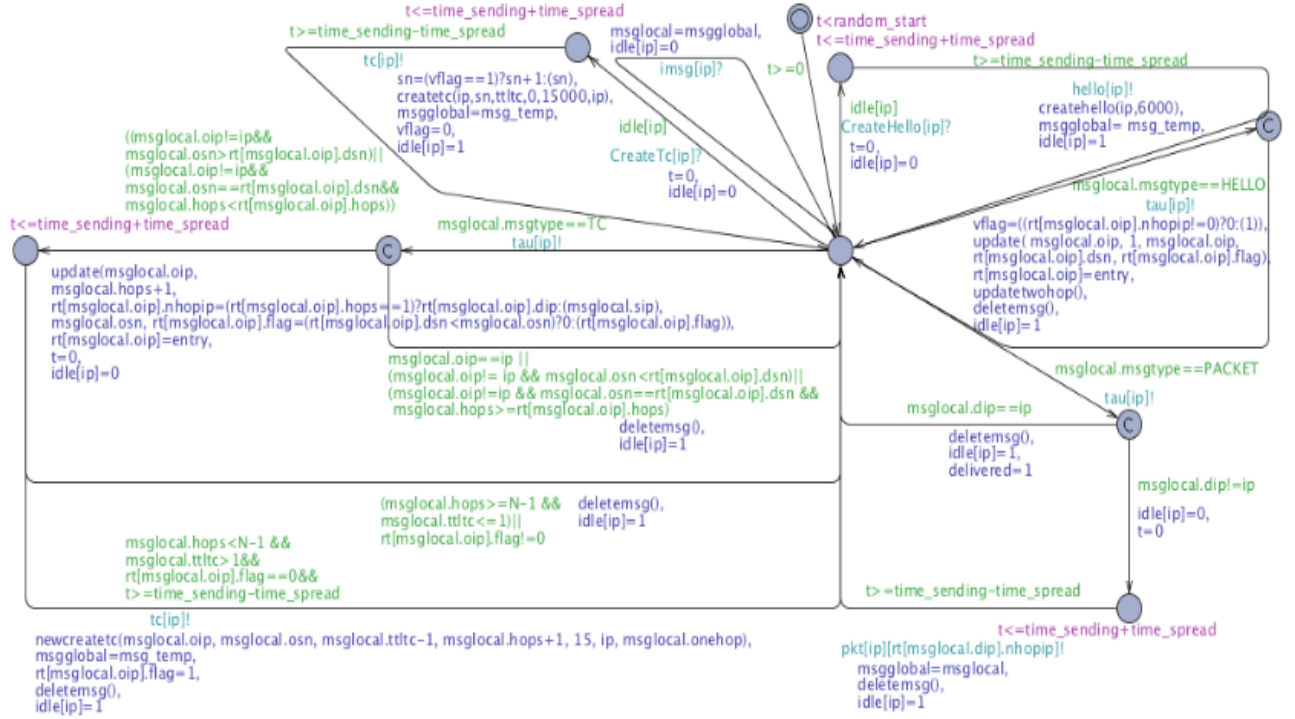 t<=time_sending+time_spread
t>=time_sending-time_spread
tc[ip]!
sn=(vflag==1)?sn+1:(sn),
createtc(ip,sn,ttltc,0,15000,ip),
msgglobal=msg_temp,
vflag=0,
idle[ip]=1
msglocal=msgglobal,
idle[ip]=0
imsg[ip]?
t<random_start
t>=0
t<=time_sending+time_spread
t>=time_sending-time_spread
hello[ip]!
createhello(ip,6000),
msgglobal= msg_temp,
idle[ip]=1
C
idle[ip]
CreateHello[ip]?
t=0,
idle[ip]=0
idle[ip]
CreateTc[ip]?
t=0,
idle[ip]=0
((msglocal.oip!=ip&&
msglocal.osn>rt[msglocal.oip].dsn)||
(msglocal.oip!=ip&&
msglocal.osn==rt[msglocal.oip].dsn&&
msglocal.hops<rt[msglocal.oip].hops))
t<=time_sending+time_spread
C
msglocal.msgtype==TC
tau[ip]!
msglocal.msgtype==HELLO
tau[ip]!
vflag=((rt[msglocal.oip].nhopip!=0)?0:(1)),
update( msglocal.oip, 1, msglocal.oip,
rt[msglocal.oip].dsn, rt[msglocal.oip].flag),
rt[msglocal.oip]=entry,
updatetwohop(),
deletemsg(),
idle[ip]=1
update(msglocal.oip,
msglocal.hops+1,
rt[msglocal.oip].nhopip=(rt[msglocal.oip].hops==1)?rt[msglocal.oip].dip:(msglocal.sip),
msglocal.osn, rt[msglocal.oip].flag=(rt[msglocal.oip].dsn<msglocal.osn)?0:(rt[msglocal.oip].flag)),
rt[msglocal.oip]=entry,
t=0,
idle[ip]=0
msglocal.oip==ip ||
(msglocal.oip!= ip && msglocal.osn<rt[msglocal.oip].dsn)||
(msglocal.oip!=ip && msglocal.osn==rt[msglocal.oip].dsn &&
msglocal.hops>=rt[msglocal.oip].hops)
deletemsg(),
idle[ip]=1
msglocal.msgtype==PACKET
tau[ip]!
C
msglocal.dip==ip
deletemsg(),
idle[ip]=1,
delivered=1
msglocal.dip!=ip
idle[ip]=0,
t=0
(msglocal.hops>=N-1 &&
msglocal.ttltc<=1)||
rt[msglocal.oip].flag!=0
deletemsg(),
idle[ip]=1
msglocal.hops<N-1 &&
msglocal.ttltc>1&&
rt[msglocal.oip].flag==0&&
t>=time_sending-time_spread
tc[ip]!
newcreatetc(msglocal.oip, msglocal.osn, msglocal.ttltc-1, msglocal.hops+1, 15, ip, msglocal.onehop),
msgglobal=msg_temp,
rt[msglocal.oip].flag=1,
deletemsg(),
idle[ip]=1
t>=time_sending-time_spread
t<=time_sending+time_spread
pkt[ip][rt[msglocal.dip].nhopip]!
msgglobal=msglocal,
deletemsg(),
idle[ip]=1